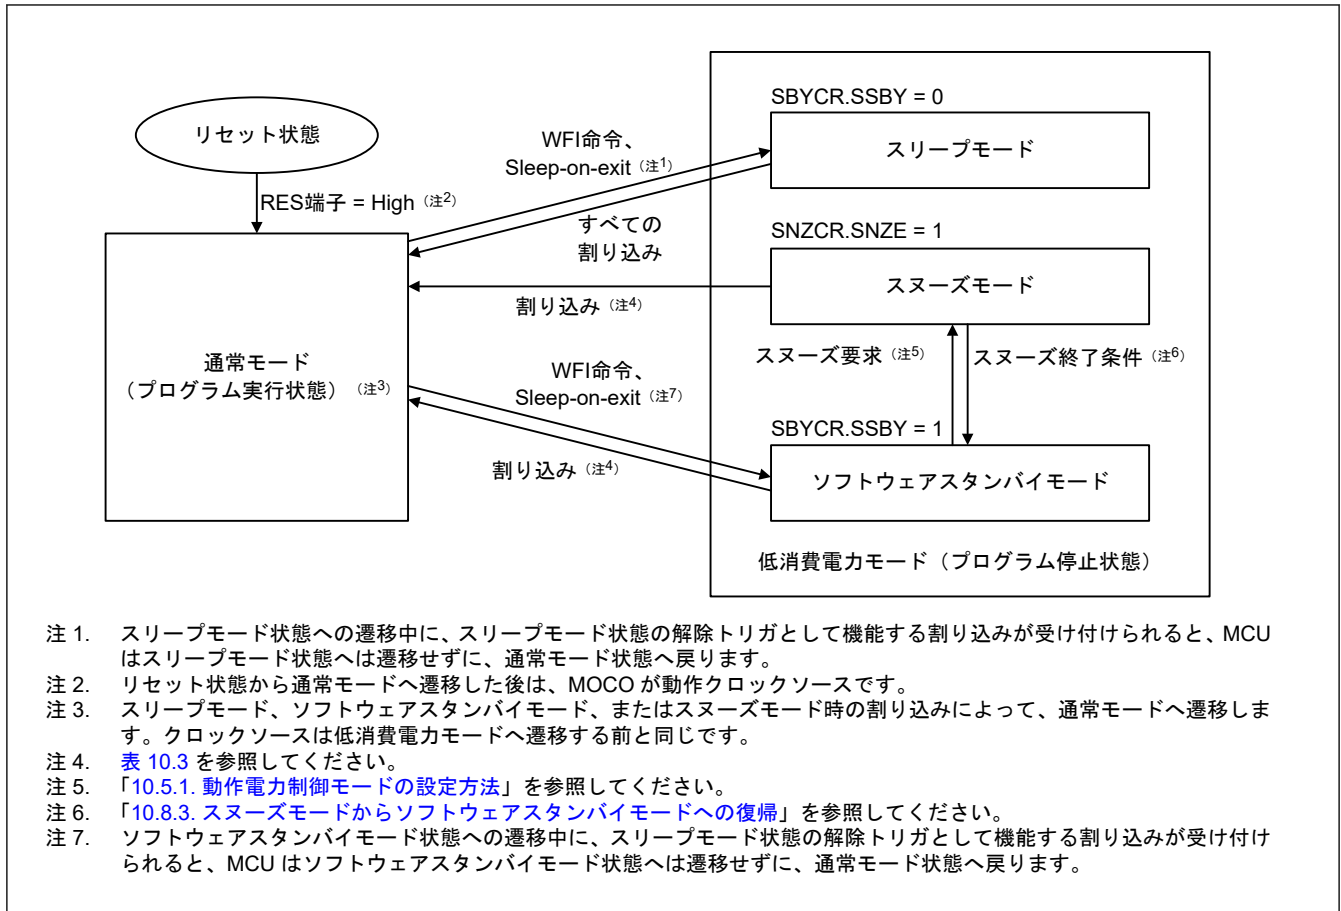 SBYCR.SSBY = 0
リセット状態
WFI命令、
Sleep-on-exit（注1）
スリープモード
RES端子 = High（注2）
すべての
割り込み
SNZCR.SNZE = 1
スヌーズモード
割り込み（注4）
通常モード
（プログラム実行状態）（注3）
スヌーズ要求（注5）
スヌーズ終了条件（注6）
WFI命令、
Sleep-on-exit（注7）
SBYCR.SSBY = 1
割り込み（注4）
ソフトウェアスタンバイモード
低消費電力モード（プログラム停止状態）
注 1. スリープモード状態への遷移中に、スリープモード状態の解除トリガとして機能する割り込みが受け付けられると、MCU
はスリープモード状態へは遷移せずに、通常モード状態へ戻ります。
注 2. リセット状態から通常モードへ遷移した後は、MOCO が動作クロックソースです。
注 3. スリープモード、ソフトウェアスタンバイモード、またはスヌーズモード時の割り込みによって、通常モードへ遷移しま
す。クロックソースは低消費電力モードへ遷移する前と同じです。
注 4. 表 10.3 を参照してください。
注 5. 「10.5.1. 動作電力制御モードの設定方法」を参照してください。
注 6. 「10.8.3. スヌーズモードからソフトウェアスタンバイモードへの復帰」を参照してください。
注 7. ソフトウェアスタンバイモード状態への遷移中に、スリープモード状態の解除トリガとして機能する割り込みが受け付け
られると、MCU はソフトウェアスタンバイモード状態へは遷移せずに、通常モード状態へ戻ります。